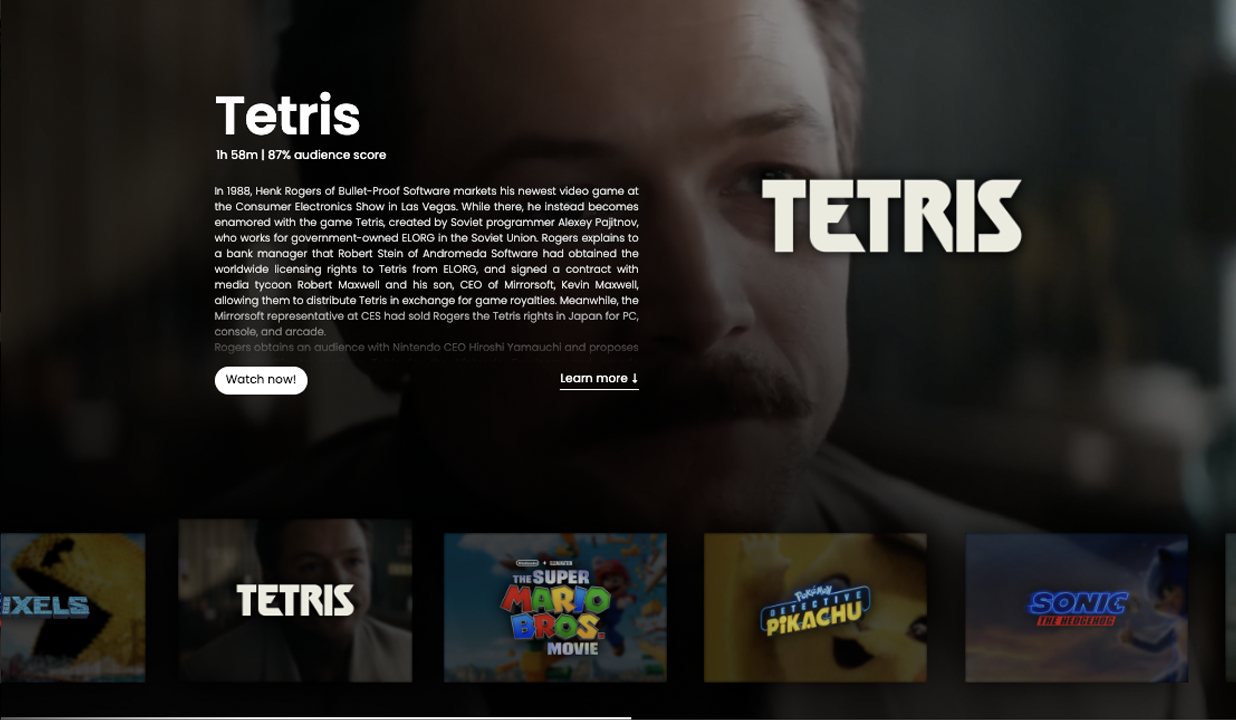 Tetris
1h 58m | 87% audience score
In 1988, Henk Rogers of Bullet-Proof Software markets his newest video game at
the Consumer Electronics Show in Las Vegas. While there, he instead becomes
enamored with the game Tetris, created by Soviet programmer Alexey Pajitnov,
who works for government-owned ELORG in the Soviet Union. Rogers explains to
a bank manager that Robert Stein of Andromeda Software had obtained the
worldwide licensing rights to Tetris from ELORG, and signed a contract with
media tycoon Robert Maxwell and his son, CEO of Mirrorsoft, Kevin Maxwell,
allowing them to distribute Tetris in exchange for game royalties. Meanwhile, the
Mirrorsoft representative at CES had sold Rogers the Tetris rights in Japan for PC,
console, and arcade.
Rogers obtains an audience with Nintendo CEO Hiroshi Yamauchi and proposes
Watch now!
Learn more ↓
TETRIS
IXELS
TETRIS
Nintendo + ILLUMINATION
THE SUPER
MARIO
BROS.
MOVIE
POKÉMON
DETECTIVE
PIKACHU
SONIC
THE HEDGEHOG